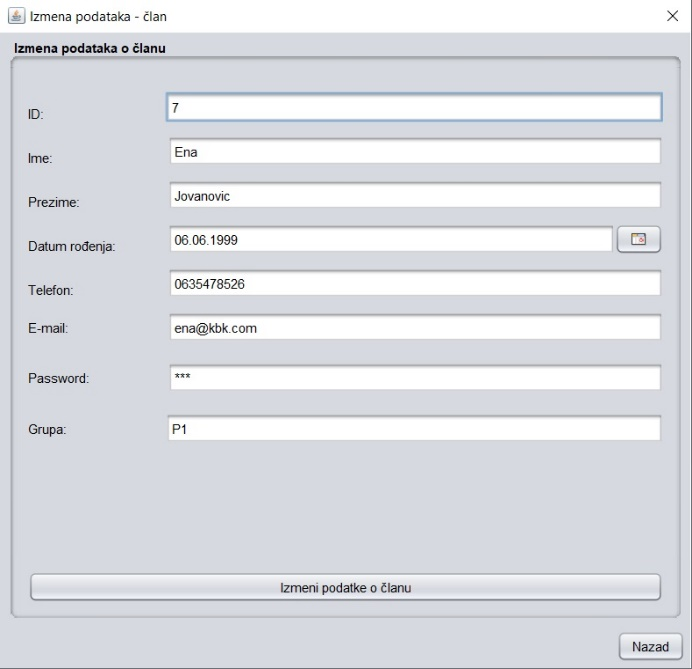 Izmena podataka - član
Izmena podataka o članu
ID: 7
Ime: Ena
Prezime: Jovanovic
Datum rođenja: 06.06.1999
Telefon: 0635478526
E-mail: ena@kbk.com
Password: ***
Grupa: P1
Izmeni podatke o članu
Nazad